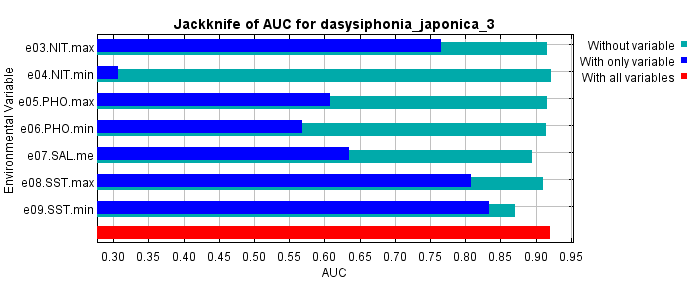 Jackknife of AUC for dasysiphonia_japonica_3
Environmental Variable
e03.NIT.max
e04.NIT.min
e05.PHO.max
e06.PHO.min
e07.SAL.me
e08.SST.max
e09.SST.min
Without variable
With only variable
With all variables
0.30 0.35 0.40 0.45 0.50 0.55 0.60 0.65 0.70 0.75 0.80 0.85 0.90 0.95
AUC